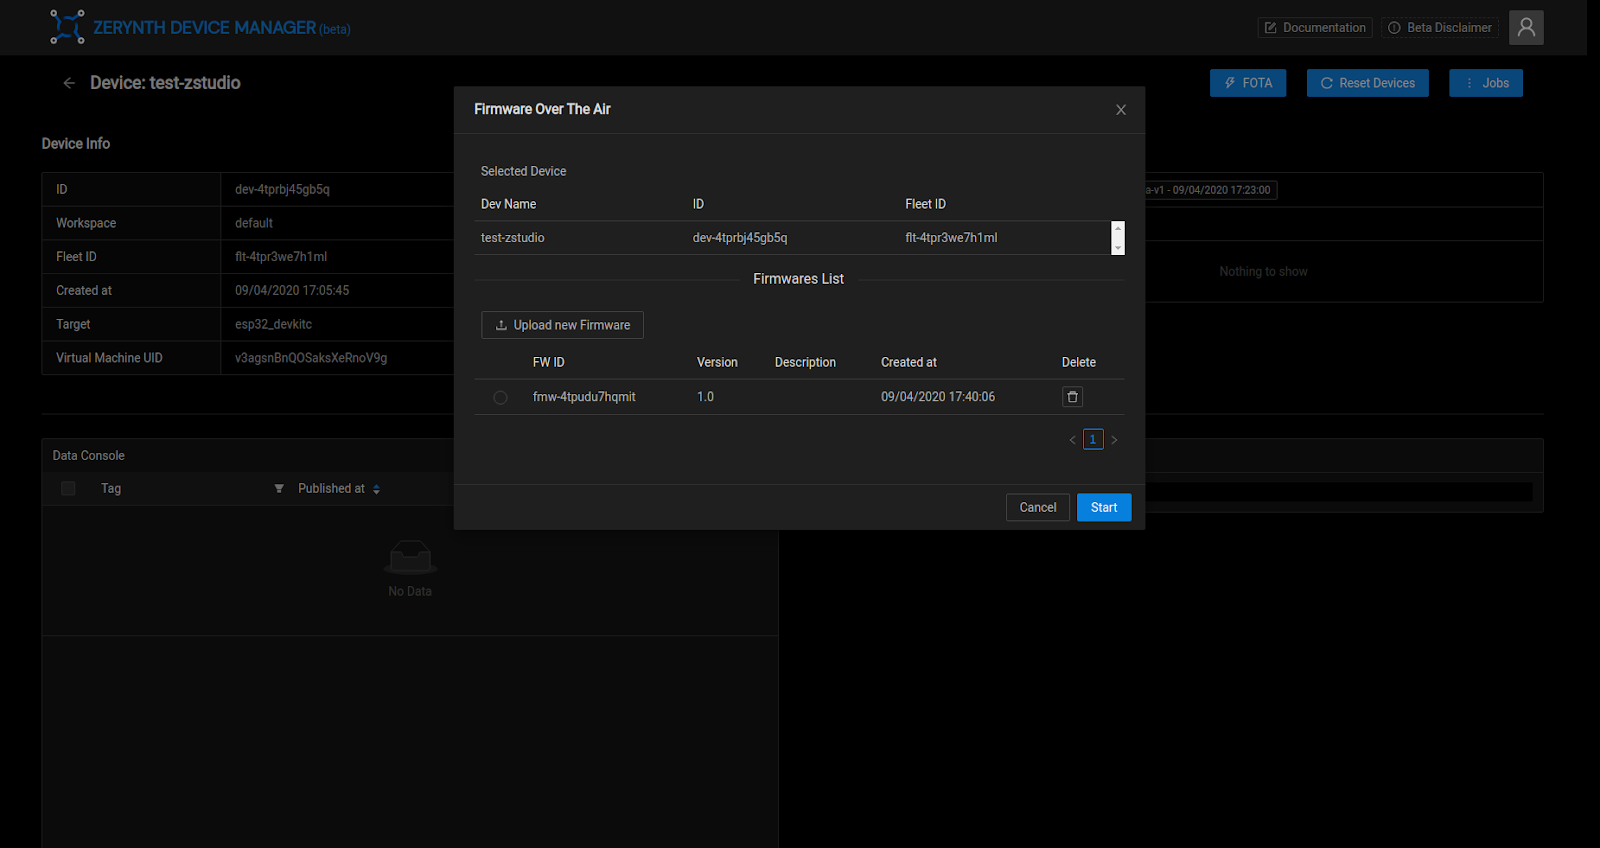 ZERYNTH DEVICE MANAGER (beta)
Documentation
Beta Disclaimer
Device: test-zstudio
FOTA
Reset Devices
Jobs
Device Info
ID dev-4tprbj45gb5q
Workspace default
Fleet ID flt-4tpr3we7h1ml
Created at 09/04/2020 17:05:45
Target esp32_devkitc
Virtual Machine UID v3agsnBnQOSaksXeRnoV9g
a-v1 - 09/04/2020 17:23:00
Nothing to show
Firmware Over The Air
Selected Device
Dev Name ID Fleet ID
test-zstudio dev-4tprbj45gb5q flt-4tpr3we7h1ml
Firmwares List
Upload new Firmware
FW ID Version Description Created at Delete
fmw-4tpudu7hqmit 1.0 09/04/2020 17:40:06
1
Cancel Start
Data Console
Tag Published at
No Data